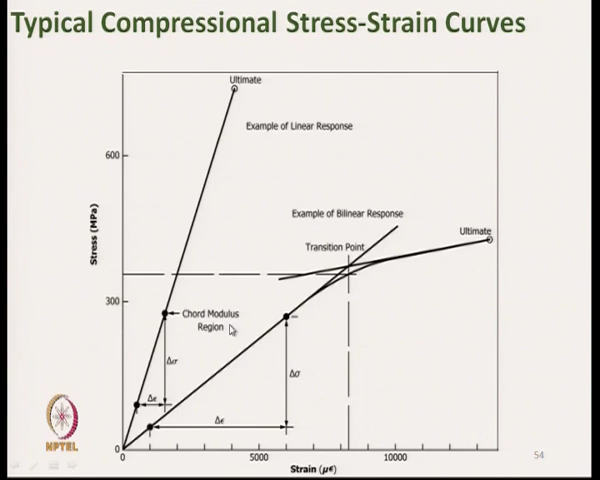 Typical Compressional Stress-Strain Curves
Ultimate
Example of Linear Response
600
Example of Bilinear Response
Ultimate
Transition Point
Stress (MPa)
300
Chord Modulus
Region
Δσ
Δσ
Δε
Δε
0
0
5000
10000
Strain (με)
NPTEL
54